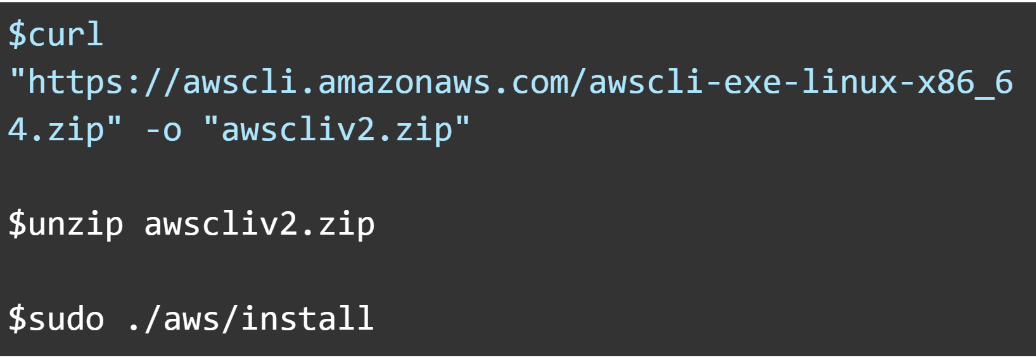 $curl
"https://awscli.amazonaws.com/awscli-exe-linux-x86_6
4.zip" -o "awscliv2.zip"
$unzip awscliv2.zip
$sudo ./aws/install